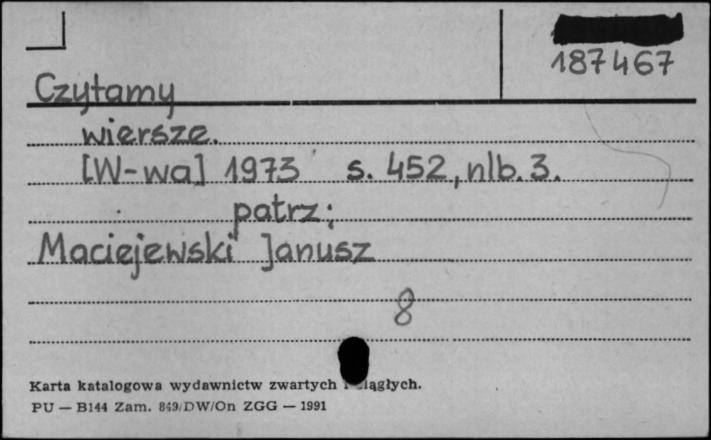 187467
Czytamy
wiersze.
[W-wa] 1973 s. 452, nlb. 3.
patrz;
Maciejewski Janusz
8
Karta katalogowa wydawnictw zwartych i ciągłych.
PU — B144 Zam. 849/DW/On ZGG — 1991